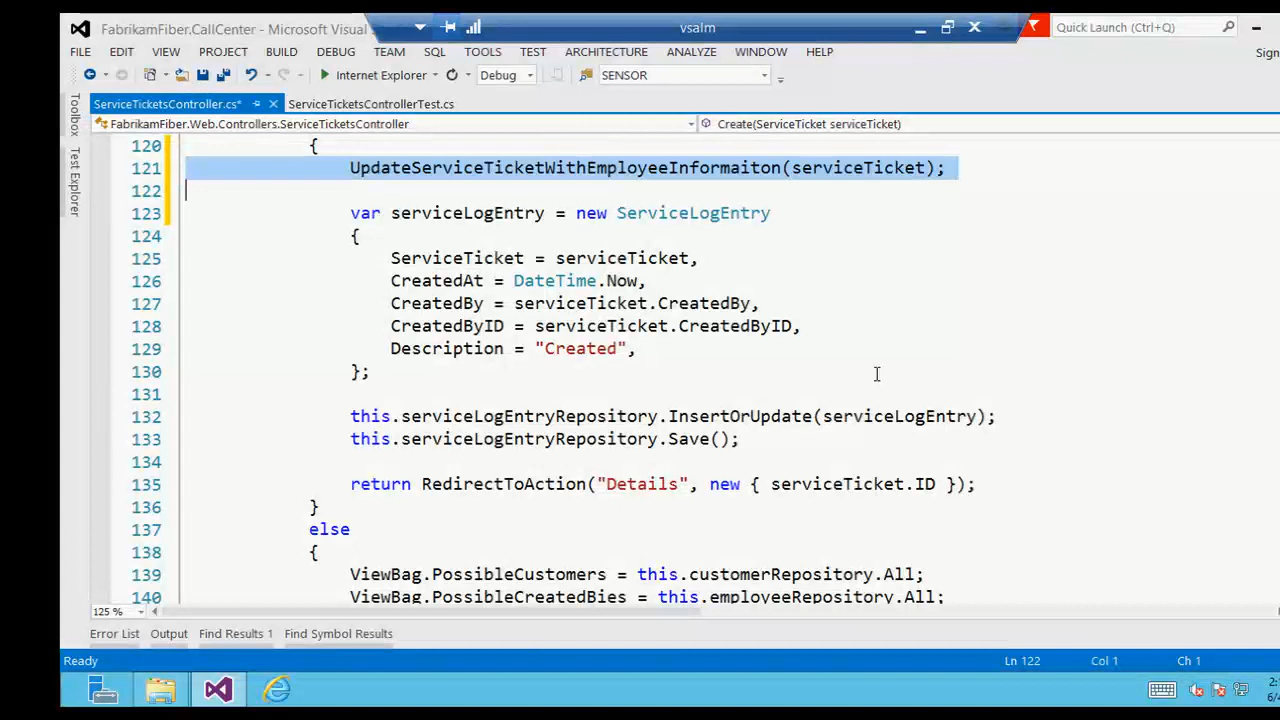 FabrikamFiber.CallCenter - Microsoft Visual S
vsalm
Quick Launch (Ctrl+Q)
FILE EDIT VIEW PROJECT BUILD DEBUG TEAM SQL TOOLS TEST ARCHITECTURE ANALYZE WINDOW HELP
Sign
Internet Explorer Debug SENSOR
Toolbox
Test Explorer
ServiceTicketsController.cs* ServiceTicketsControllerTest.cs
FabrikamFiber.Web.Controllers.ServiceTicketsController Create(ServiceTicket serviceTicket)
120 {
121 UpdateServiceTicketWithEmployeeInformaiton(serviceTicket);
122
123 var serviceLogEntry = new ServiceLogEntry
124 {
125 ServiceTicket = serviceTicket,
126 CreatedAt = DateTime.Now,
127 CreatedBy = serviceTicket.CreatedBy,
128 CreatedByID = serviceTicket.CreatedByID,
129 Description = "Created",
130 };
131
132 this.serviceLogEntryRepository.InsertOrUpdate(serviceLogEntry);
133 this.serviceLogEntryRepository.Save();
134
135 return RedirectToAction("Details", new { serviceTicket.ID });
136 }
137 else
138 {
139 ViewBag.PossibleCustomers = this.customerRepository.All;
140 ViewBag.PossibleCreatedBies = this.employeeRepository.All;
125 %
Error List Output Find Results 1 Find Symbol Results
Ready Ln 122 Col 1 Ch 1
2:
6/4